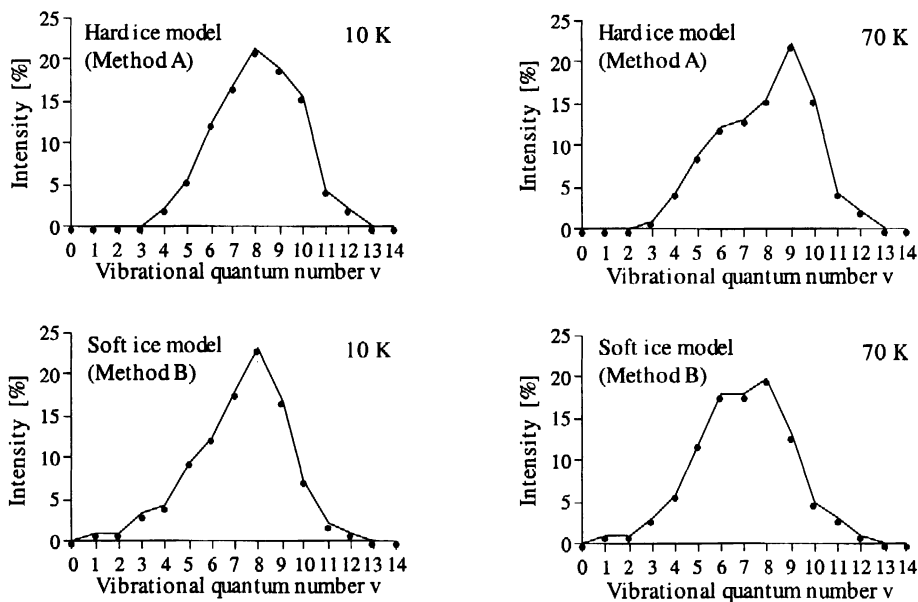 Hard ice model
(Method A)
10 K
Intensity [%]
25
20
15
10
5
0
0 1 2 3 4 5 6 7 8 9 10 11 12 13 14
Vibrational quantum number v
Hard ice model
(Method A)
70 K
Intensity [%]
25
20
15
10
5
0
0 1 2 3 4 5 6 7 8 9 10 11 12 13 14
Vibrational quantum number v
Soft ice model
(Method B)
10 K
Intensity [%]
25
20
15
10
5
0
0 1 2 3 4 5 6 7 8 9 10 11 12 13 14
Vibrational quantum number v
Soft ice model
(Method B)
70 K
Intensity [%]
25
20
15
10
5
0
0 1 2 3 4 5 6 7 8 9 10 11 12 13 14
Vibrational quantum number v